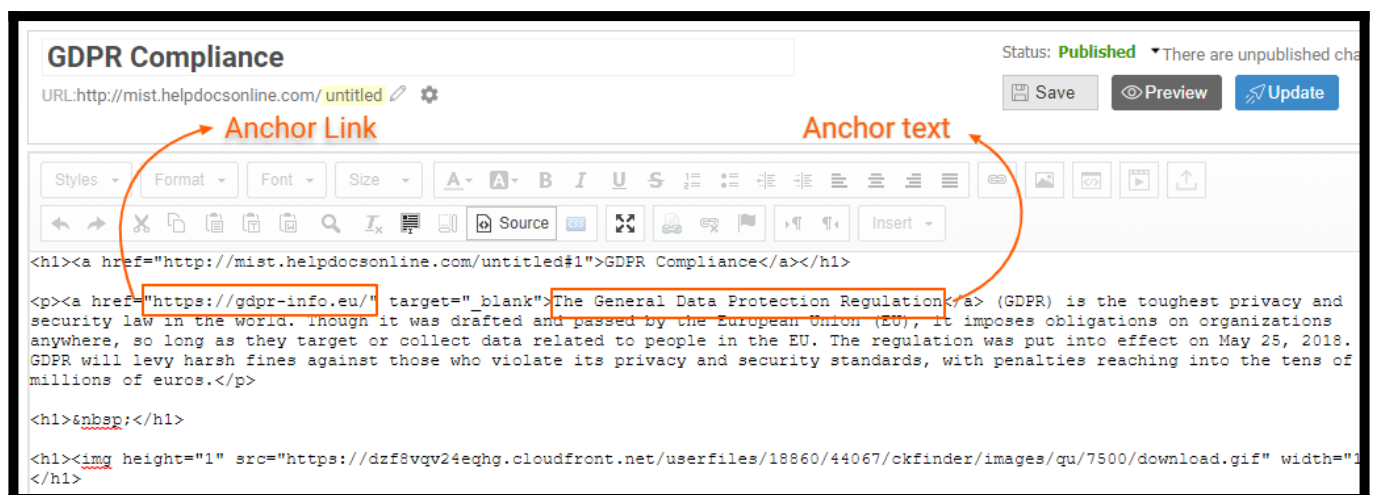 GDPR Compliance
Status: Published There are unpublished cha
URL:http://mist.helpdocsonline.com/ untitled
Save Preview Update
Anchor Link Anchor text
Styles Format Font Size A A B I U S
Source Insert
<h1><a href="http://mist.helpdocsonline.com/untitled#1">GDPR Compliance</a></h1>
<p><a href="https://gdpr-info.eu/" target="_blank">The General Data Protection Regulation</a> (GDPR) is the toughest privacy and
security law in the world. Though it was drafted and passed by the European Union (EU), it imposes obligations on organizations
anywhere, so long as they target or collect data related to people in the EU. The regulation was put into effect on May 25, 2018.
GDPR will levy harsh fines against those who violate its privacy and security standards, with penalties reaching into the tens of
millions of euros.</p>
<h1>&nbsp;</h1>
<h1><img height="1" src="https://dzf8vqv24eqhg.cloudfront.net/userfiles/18860/44067/ckfinder/images/qu/7500/download.gif" width="1
</h1>